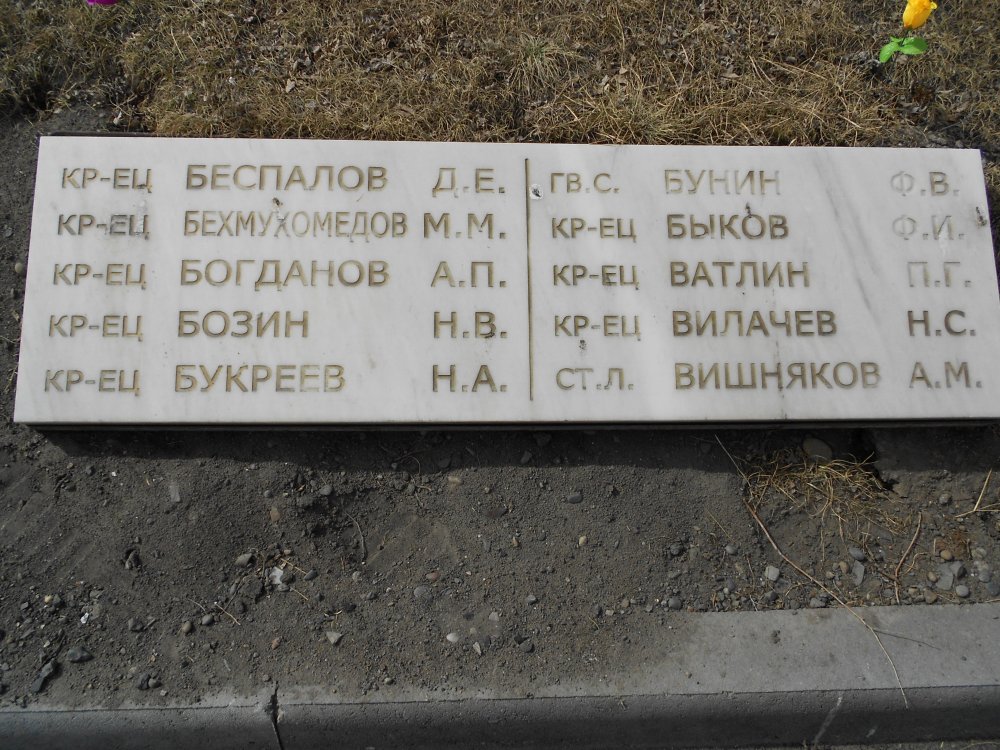 КР-ЕЦ БЕСПАЛОВ Д.Е.
КР-ЕЦ БЕХМУХОМЕДОВ М.М.
КР-ЕЦ БОГДАНОВ А.П.
КР-ЕЦ БОЗИН Н.В.
КР-ЕЦ БУКРЕЕВ Н.А.
ГВ.С. БУНИН Ф.В.
КР-ЕЦ БЫКОВ Ф.И.
КР-ЕЦ ВАТЛИН П.Г.
КР-ЕЦ ВИЛАЧЕВ Н.С.
СТ.Л. ВИШНЯКОВ А.М.